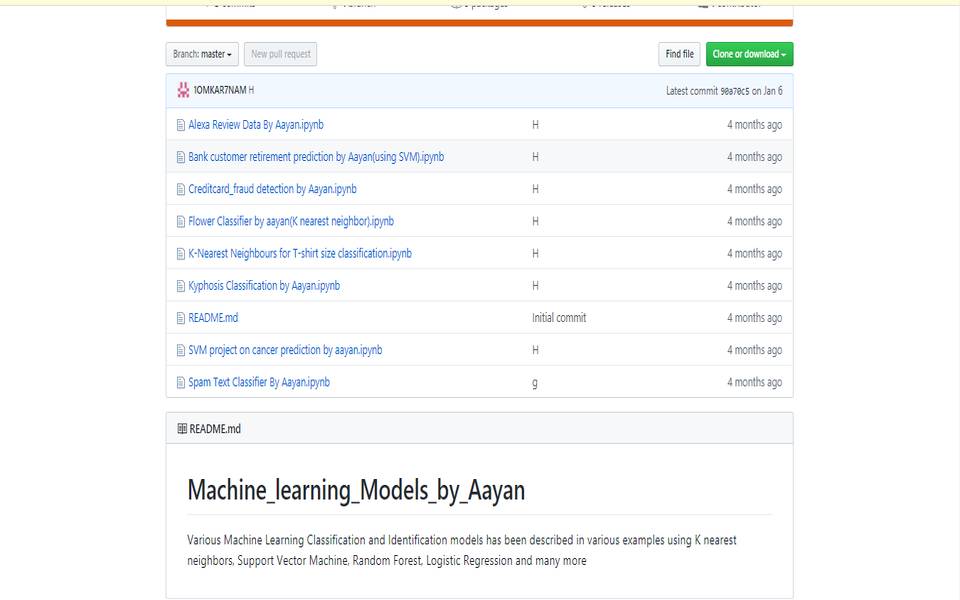 Branch: master
New pull request
Find file
Clone or download
1OMKAR7NAM H
Latest commit 90a70c5 on Jan 6
Alexa Review Data By Aayan.ipynb H 4 months ago
Bank customer retirement prediction by Aayan(using SVM).ipynb H 4 months ago
Creditcard_fraud detection by Aayan.ipynb H 4 months ago
Flower Classifier by aayan(K nearest neighbor).ipynb H 4 months ago
K-Nearest Neighbours for T-shirt size classification.ipynb H 4 months ago
Kyphosis Classification by Aayan.ipynb H 4 months ago
README.md Initial commit 4 months ago
SVM project on cancer prediction by aayan.ipynb H 4 months ago
Spam Text Classifier By Aayan.ipynb g 4 months ago
README.md
Machine_learning_Models_by_Aayan
Various Machine Learning Classification and Identification models has been described in various examples using K nearest
neighbors, Support Vector Machine, Random Forest, Logistic Regression and many more